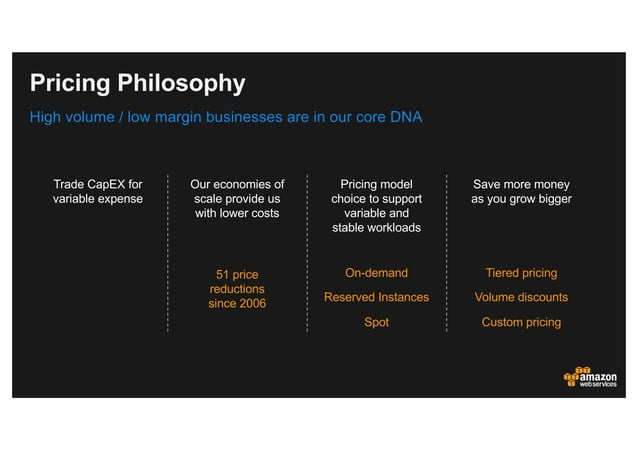 Pricing Philosophy
High volume / low margin businesses are in our core DNA
Trade CapEX for
variable expense
Our economies of
scale provide us
with lower costs
51 price
reductions
since 2006
Pricing model
choice to support
variable and
stable workloads
On-demand
Reserved Instances
Spot
Save more money
as you grow bigger
Tiered pricing
Volume discounts
Custom pricing
amazon
webservices